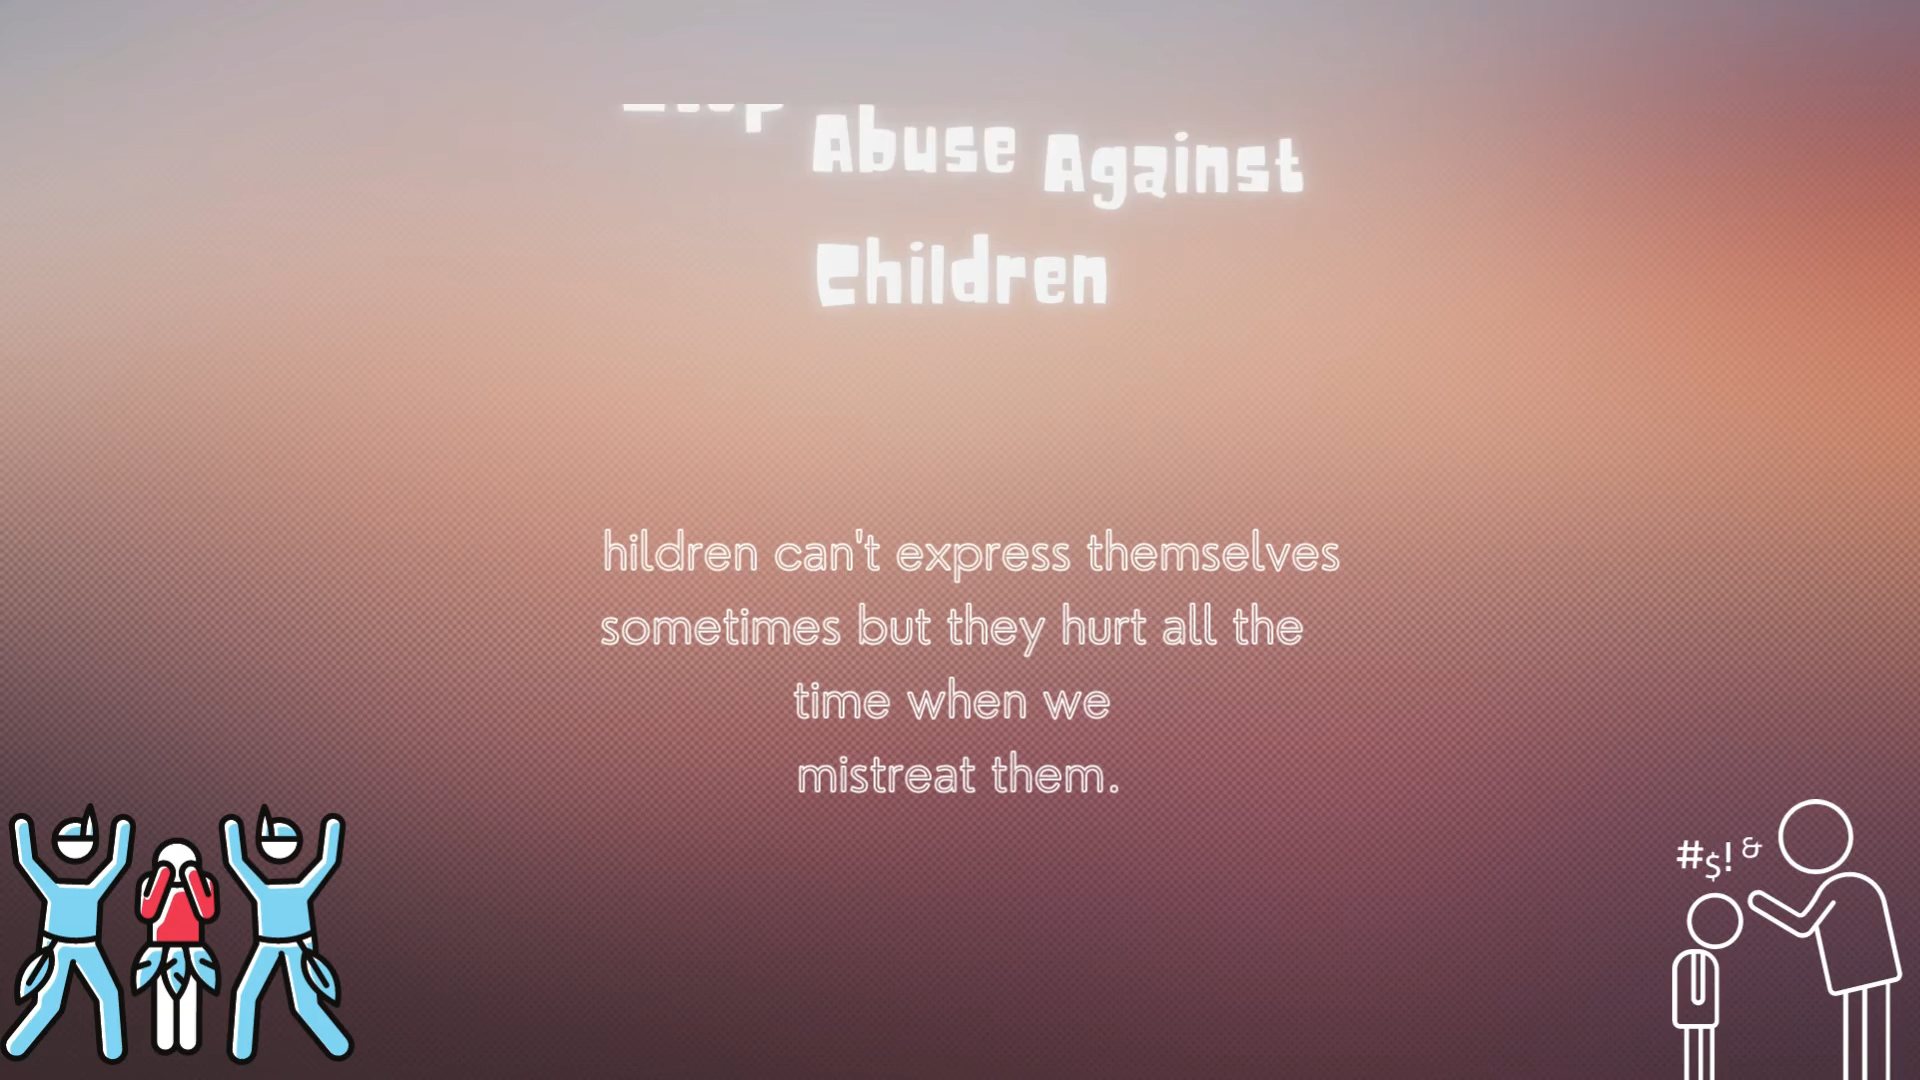 Abuse Against
Children
hildren can't express themselves
sometimes but they hurt all the
time when we
mistreat them.
#$!&